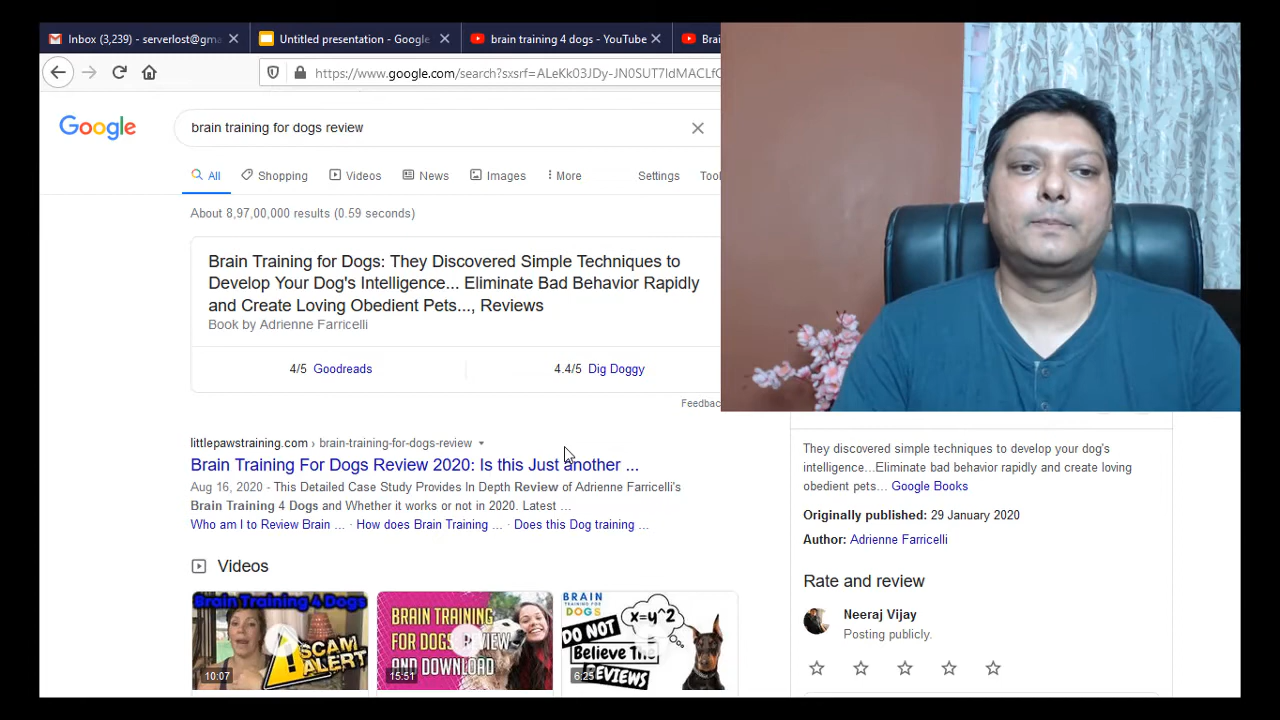 Inbox (3,239) - serverlost@gma
Untitled presentation - Google
brain training 4 dogs - YouTube
Brai
https://www.google.com/search?sxsrf=ALeKk03JDy-JN0SUT7IdMACLfC
Google
brain training for dogs review
All
Shopping
Videos
News
Images
More
Settings
Tool
About 8,97,00,000 results (0.59 seconds)
Brain Training for Dogs: They Discovered Simple Techniques to
Develop Your Dog's Intelligence... Eliminate Bad Behavior Rapidly
and Create Loving Obedient Pets..., Reviews
Book by Adrienne Farricelli
4/5 Goodreads
4.4/5 Dig Doggy
Feedbac
littlepawstraining.com › brain-training-for-dogs-review
Brain Training For Dogs Review 2020: Is this Just another ...
Aug 16, 2020 - This Detailed Case Study Provides In Depth Review of Adrienne Farricelli's
Brain Training 4 Dogs and Whether it works or not in 2020. Latest ...
Who am I to Review Brain ... · How does Brain Training ... · Does this Dog training ...
Videos
Brain Training 4 Dogs
SCAM
ALERT
10:07
BRAIN TRAINING
FOR DOGS REVIEW
AND DOWNLOAD
15:51
BRAIN
TRAINING FOR
DOGS
x=y^2
DO NOT
Believe The
REVIEWS
6:25
They discovered simple techniques to develop your dog's
intelligence...Eliminate bad behavior rapidly and create loving
obedient pets... Google Books
Originally published: 29 January 2020
Author: Adrienne Farricelli
Rate and review
Neeraj Vijay
Posting publicly.